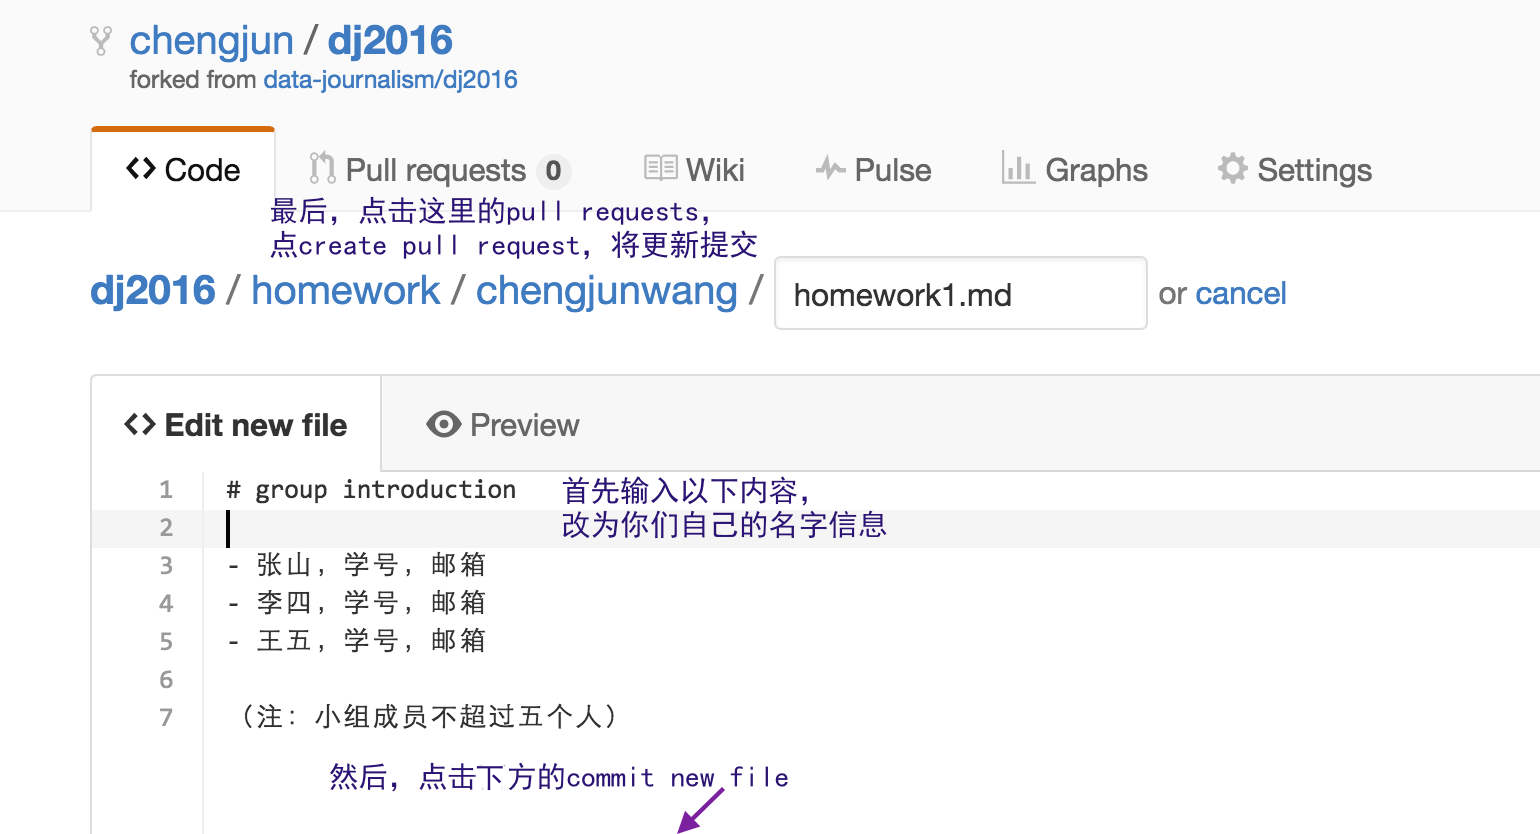 chengjun / dj2016
forked from data-journalism/dj2016
Code Pull requests 0 Wiki Pulse Graphs Settings
最后，点击这里的pull requests，
点create pull request，将更新提交
dj2016 / homework / chengjunwang / homework1.md or cancel
Edit new file Preview
1 # group introduction 首先输入以下内容，
2 改为你们自己的名字信息
3 - 张山，学号，邮箱
4 - 李四，学号，邮箱
5 - 王五，学号，邮箱
6
7 （注：小组成员不超过五个人）
然后，点击下方的commit new file